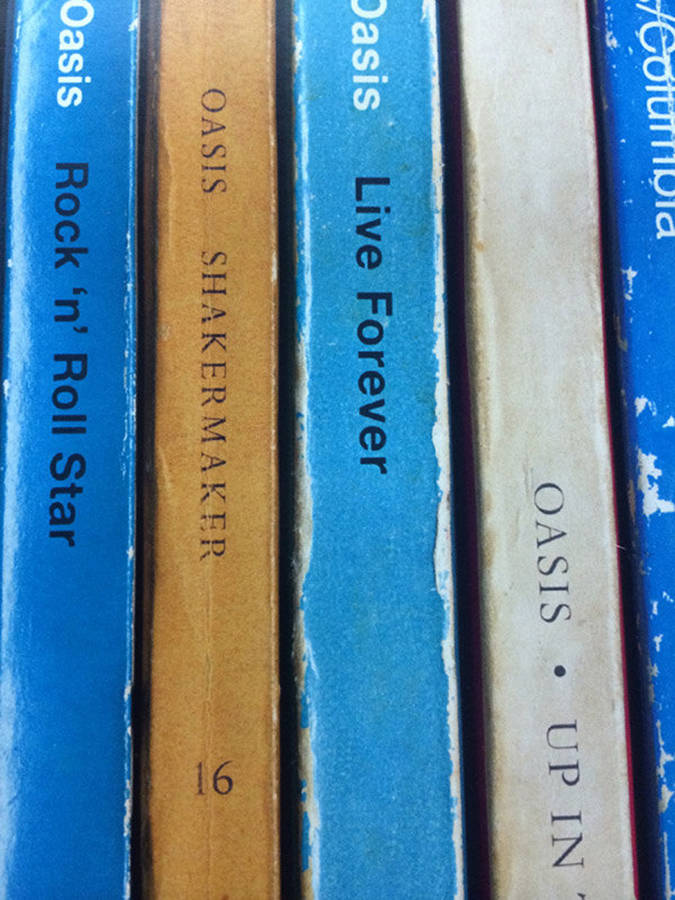 Oasis Rock ‘n’ Roll Star
OASIS SHAKERMAKER 16
Oasis Live Forever
OASIS • UP IN
/Columbia